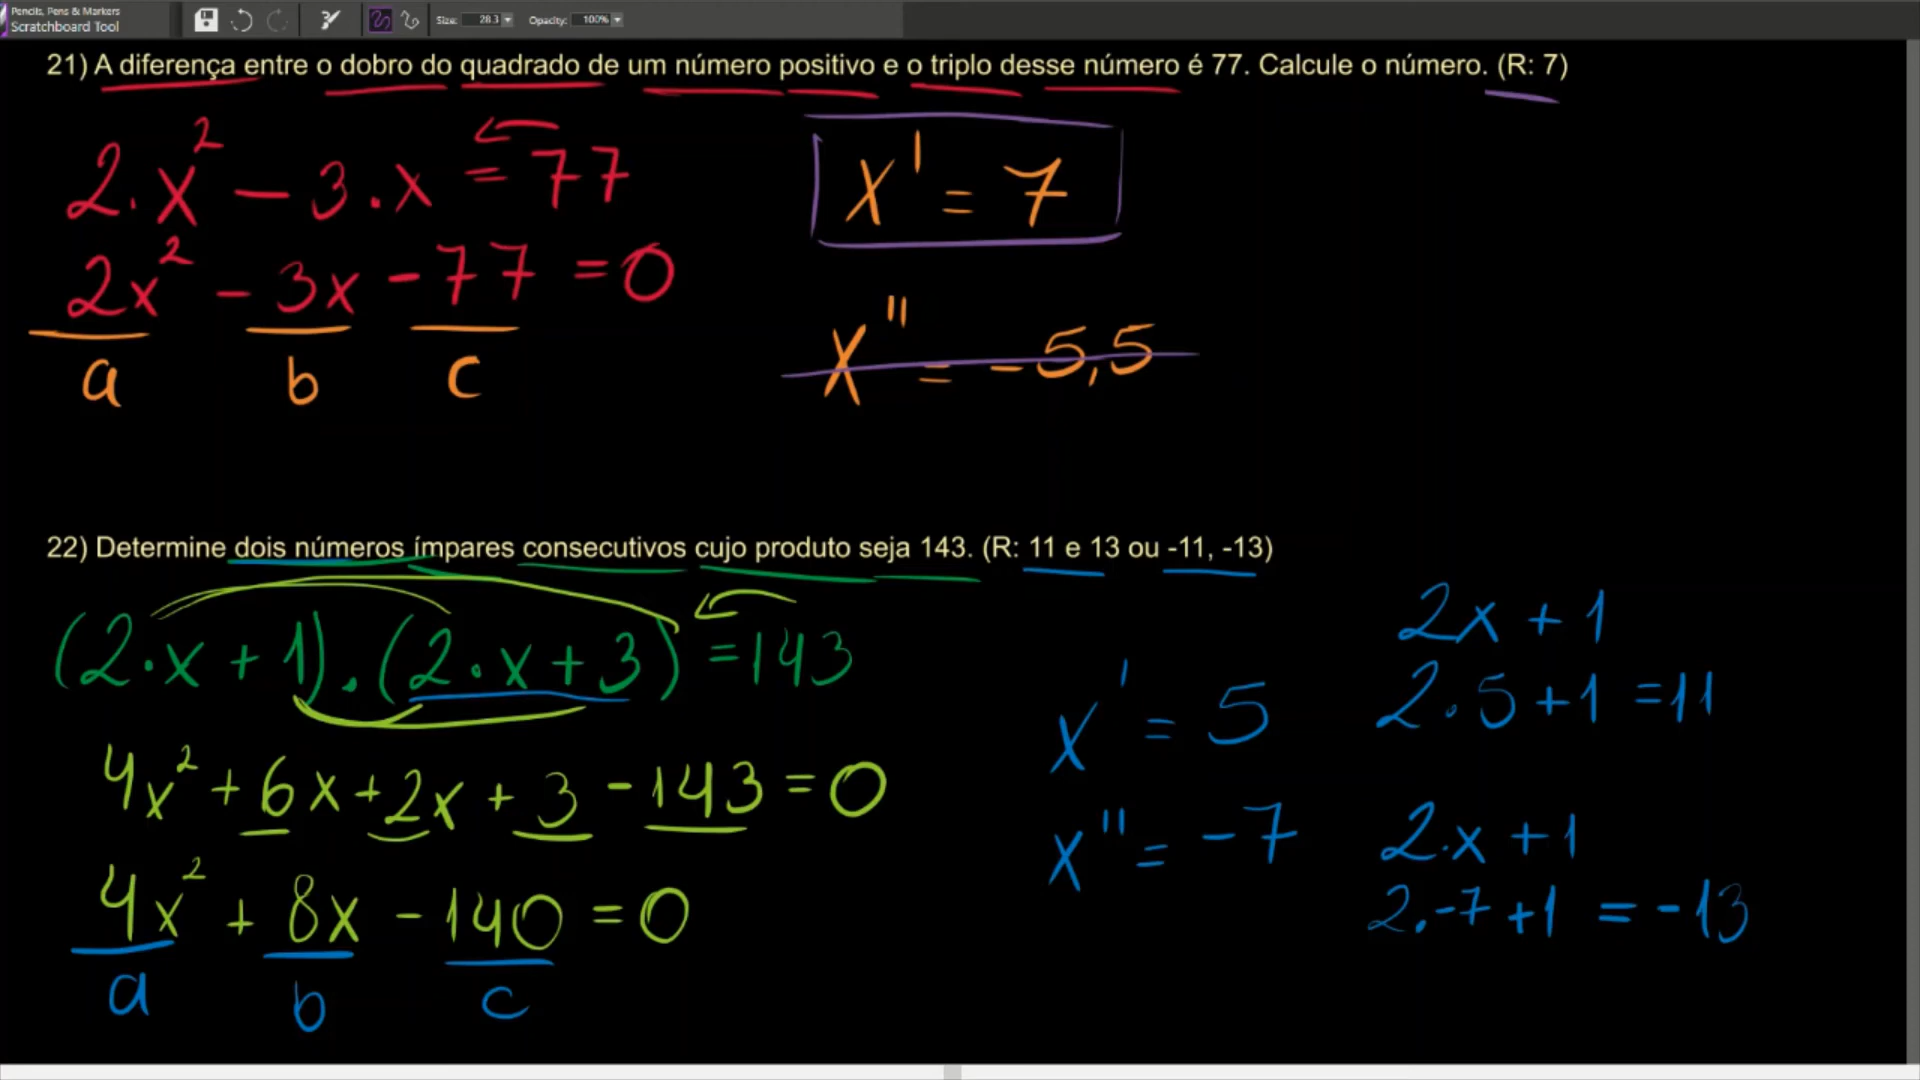 Pencils, Pens & Markers
Scratchboard Tool
Size: 28.3 Opacity: 100%
21) A diferença entre o dobro do quadrado de um número positivo e o triplo desse número é 77. Calcule o número. (R: 7)
2.x² - 3.x = 77
2x² - 3x - 77 = 0
a b c
x' = 7
x'' = -5,5
22) Determine dois números ímpares consecutivos cujo produto seja 143. (R: 11 e 13 ou -11, -13)
(2.x + 1).(2.x + 3) = 143
4x² + 6x + 2x + 3 - 143 = 0
4x² + 8x - 140 = 0
a b c
x' = 5
x'' = -7
2x + 1
2.5 + 1 = 11
2.x + 1
2.-7 + 1 = -13